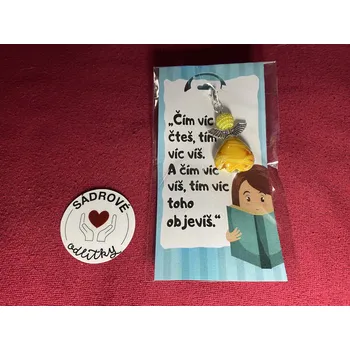 „Čím víc
čteš, tím
víc víš.
A čím víc
víš, tím víc
toho
objevíš.“
SÁDROVÉ
odlitky